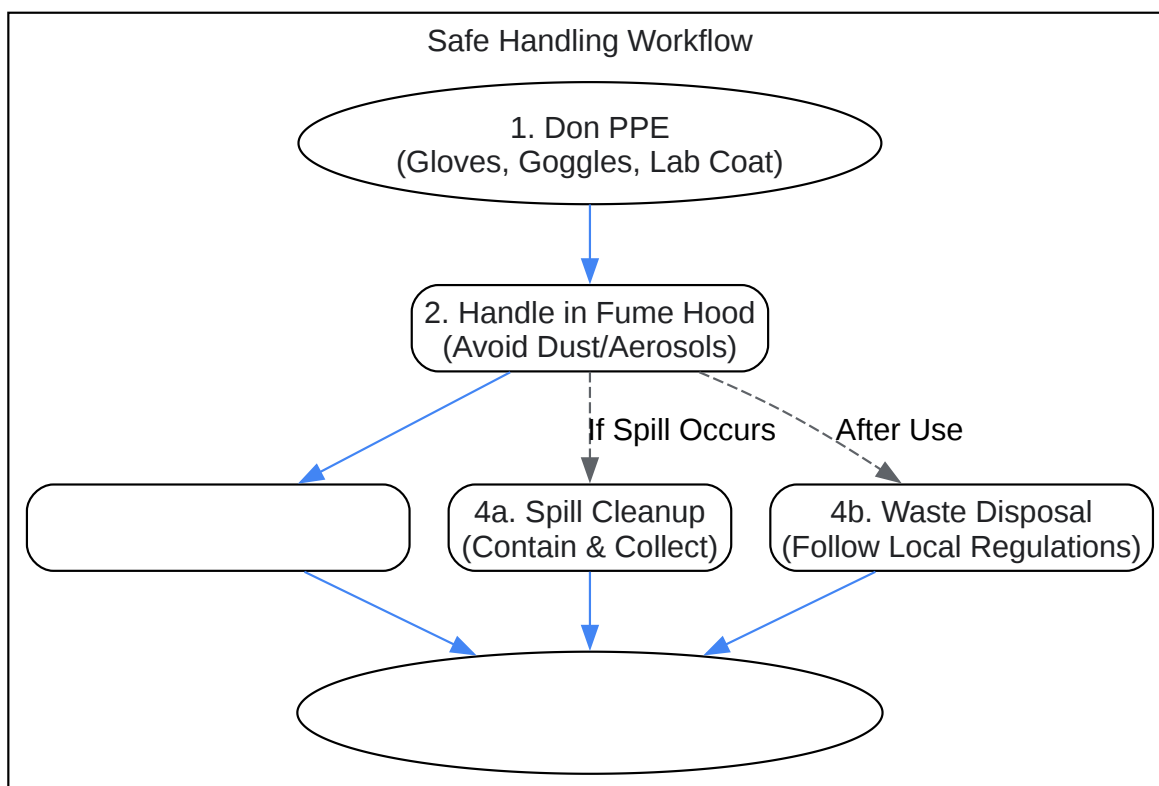 Safe Handling Workflow
1. Don PPE
(Gloves, Goggles, Lab Coat)
2. Handle in Fume Hood
(Avoid Dust/Aerosols)
If Spill Occurs
After Use
4a. Spill Cleanup
(Contain & Collect)
4b. Waste Disposal
(Follow Local Regulations)